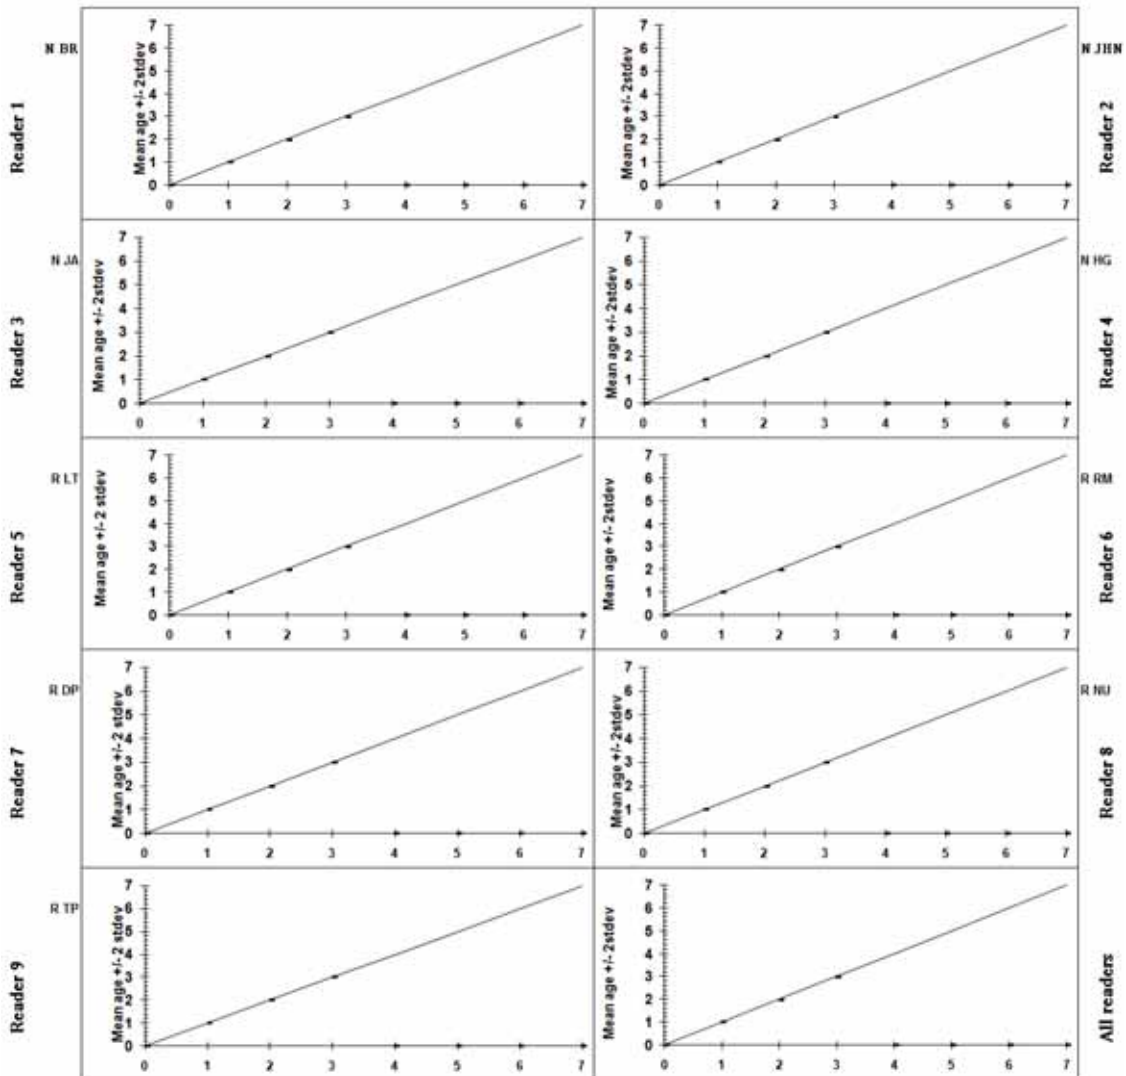 N BR
Reader 1
Mean age +/- 2stdev
7
6
5
4
3
2
1
0
0 1 2 3 4 5 6 7
N JHN
Reader 2
Mean age +/- 2stdev
7
6
5
4
3
2
1
0
0 1 2 3 4 5 6 7
N JA
Reader 3
Mean age +/- 2stdev
7
6
5
4
3
2
1
0
0 1 2 3 4 5 6 7
N HG
Reader 4
Mean age +/- 2stdev
7
6
5
4
3
2
1
0
0 1 2 3 4 5 6 7
R LT
Reader 5
Mean age +/- 2 stdev
7
6
5
4
3
2
1
0
0 1 2 3 4 5 6 7
R RM
Reader 6
Mean age +/- 2stdev
7
6
5
4
3
2
1
0
0 1 2 3 4 5 6 7
R DP
Reader 7
Mean age +/- 2 stdev
7
6
5
4
3
2
1
0
0 1 2 3 4 5 6 7
R NU
Reader 8
Mean age +/- 2stdev
7
6
5
4
3
2
1
0
0 1 2 3 4 5 6 7
R TP
Reader 9
Mean age +/- 2 stdev
7
6
5
4
3
2
1
0
0 1 2 3 4 5 6 7
All readers
Mean age +/- 2stdev
7
6
5
4
3
2
1
0
0 1 2 3 4 5 6 7